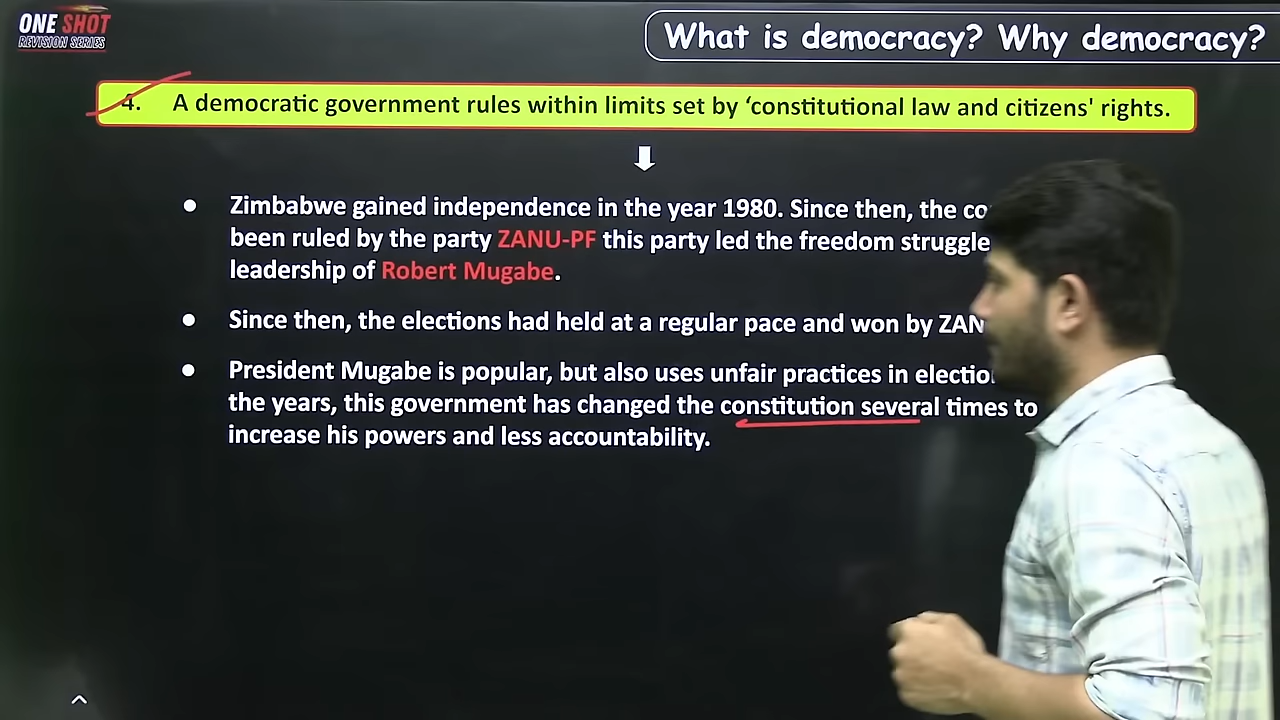 ONE SHOT
REVISION SERIES
What is democracy? Why democracy?
4. A democratic government rules within limits set by ‘constitutional law and citizens' rights.
● Zimbabwe gained independence in the year 1980. Since then, the
been ruled by the party ZANU-PF this party led the freedom struggle
leadership of Robert Mugabe.
● Since then, the elections had held at a regular pace and won by
● President Mugabe is popular, but also uses unfair practices in
the years, this government has changed the constitution several times to
increase his powers and less accountability.